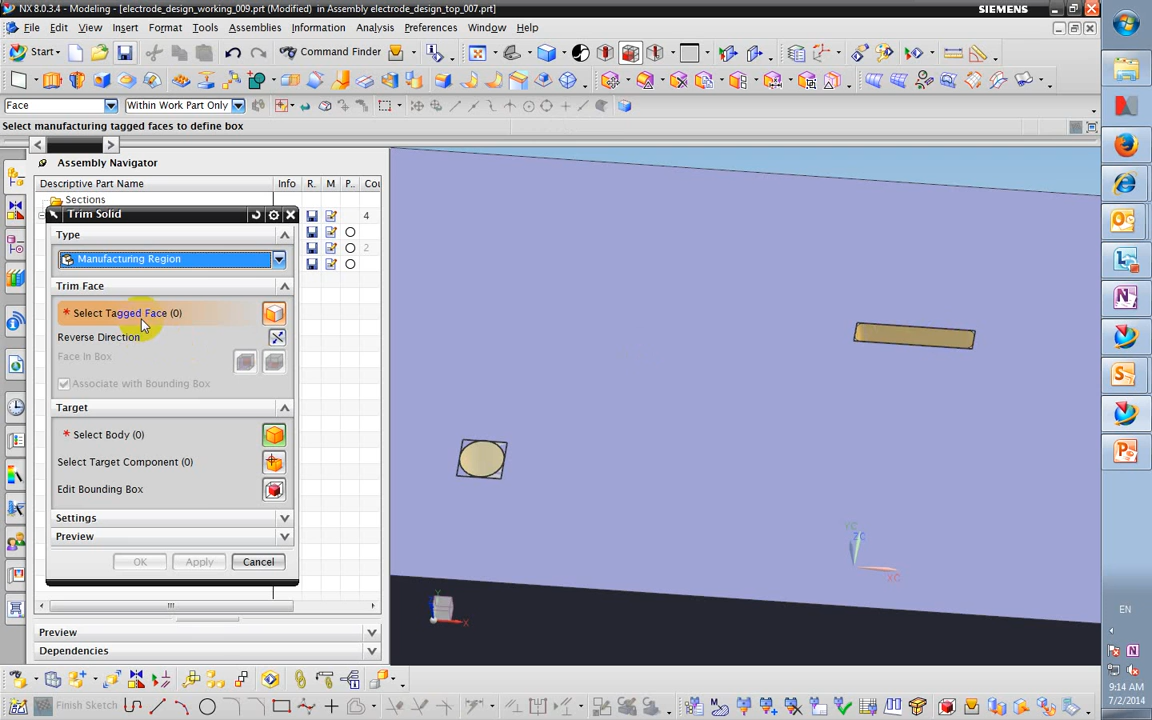 NX 8.0.3.4 - Modeling - [electrode_design_working_009.prt (Modified)  in Assembly electrode_design_top_007.prt]
SIEMENS
File Edit View Insert Format Tools Assemblies Information Analysis Preferences Window Help
Start
Command Finder
Face
Within Work Part Only
Select manufacturing tagged faces to define box
Assembly Navigator
Descriptive Part Name Info R. M P.. Cou
Sections
Trim Solid
4
2
Type
Manufacturing Region
Trim Face
* Select Tagged Face (0)
Reverse Direction
Face In Box
Associate with Bounding Box
Target
* Select Body (0)
Select Target Component (0)
Edit Bounding Box
Settings
Preview
OK Apply Cancel
YC
ZC
XC
Y
X
Preview
Dependencies
Finish Sketch
EN
9:14 AM
7/2/2014